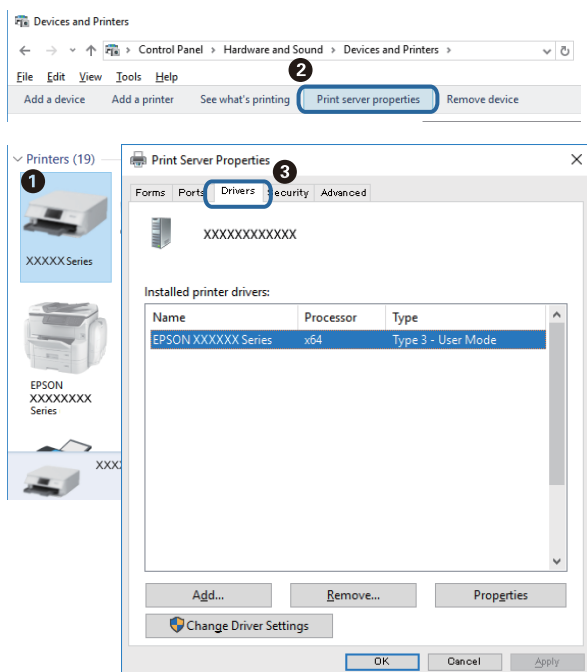 Devices and Printers
Control Panel > Hardware and Sound > Devices and Printers >
File Edit View Tools Help
2
Add a device Add a printer See what's printing Print server properties Remove device
Printers (19)
1
XXXXX Series
EPSON
XXXXXXXX
Series
XXX
Print Server Properties
3
Forms Ports Drivers Security Advanced
XXXXXXXXXXXX
Installed printer drivers:
Name Processor Type
EPSON XXXXXX Series x64 Type 3 - User Mode
Add... Remove... Properties
Change Driver Settings
OK Cancel Apply